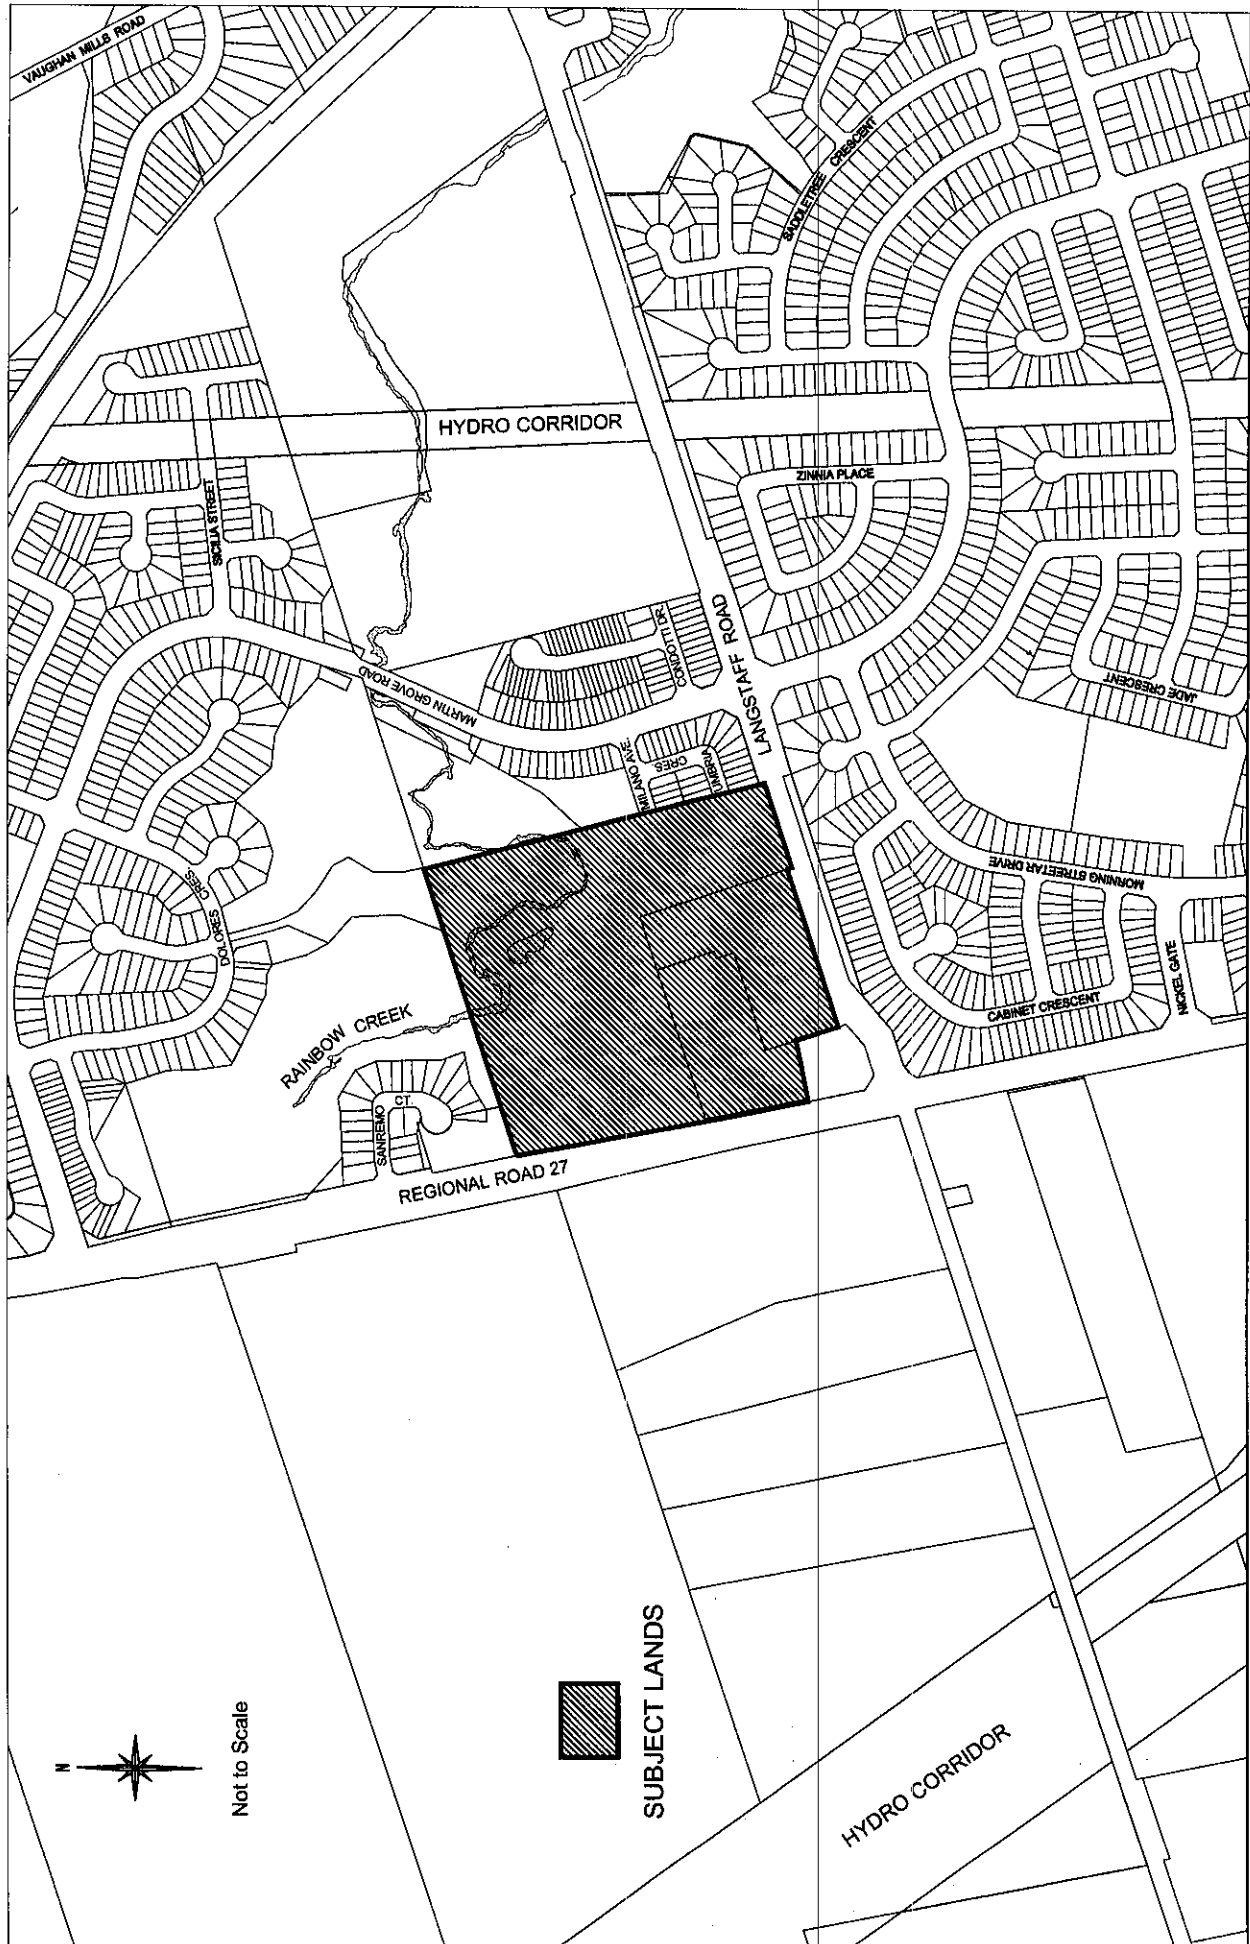 VAUGHAN MILLS ROAD
SADDLETREE CRESCENT
HYDRO CORRIDOR
ZINNIA PLACE
SICILIA STREET
CONDOTTI DR.
LANGSTAFF ROAD
MARTIN GROVE ROAD
JADE CRESCENT
MILANO AVE.
UMBRIA
CRES.
MORNING STREETAR DRIVE
DOLORES CRES
CABINET CRESCENT
NICKEL GATE
RAINBOW CREEK
SANREMO
CT.
REGIONAL ROAD 27
N
Not to Scale
SUBJECT LANDS
HYDRO CORRIDOR